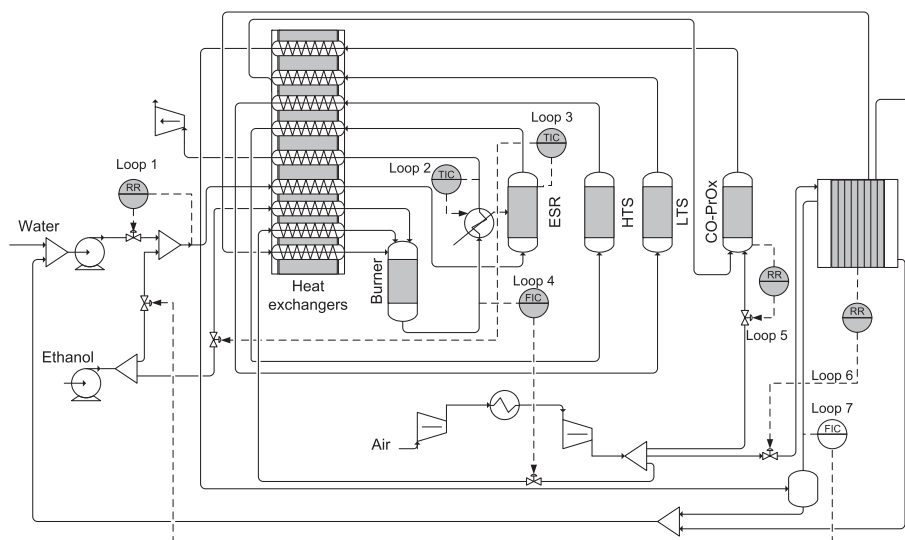 Loop 3
TIC
Loop 1
Loop 2
TIC
RR
ESR
HTS
LTS
CO-PrOx
Water
Burner
Heat
exchangers
Loop 4
FIC
RR
Loop 5
RR
Ethanol
Loop 6
Loop 7
FIC
Air